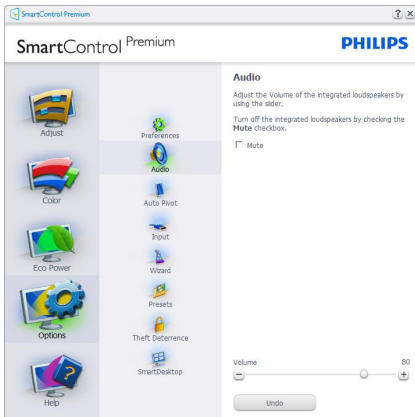 SmartControl Premium
SmartControl Premium
PHILIPS
Adjust
Color
Eco Power
Options
Help
Preferences
Audio
Auto Pivot
Input
Wizard
Presets
Theft Deterrence
SmartDesktop
Audio
Adjust the Volume of the integrated loudspeakers by
using the slider.
Turn off the integrated loudspeakers by checking the
Mute checkbox.
Mute
Volume 80
Undo